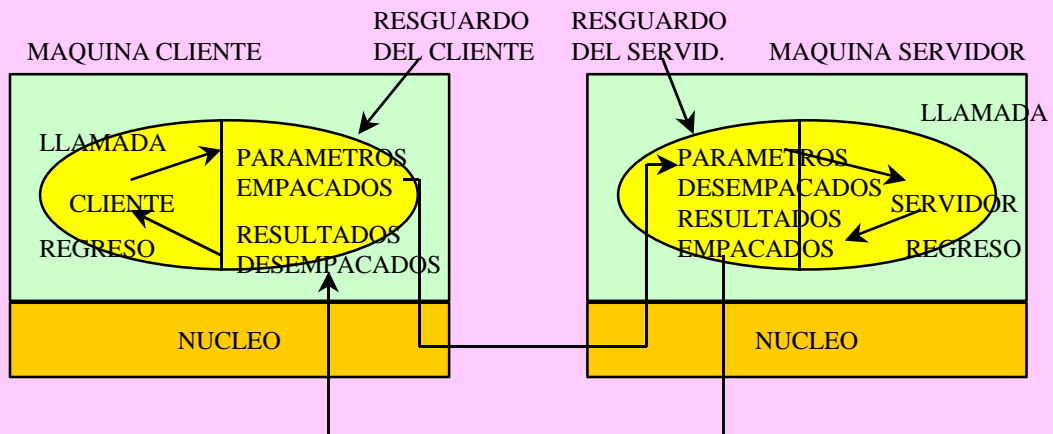 RESGUARDO
DEL CLIENTE
RESGUARDO
DEL SERVID.
MAQUINA CLIENTE
MAQUINA SERVIDOR
LLAMADA
CLIENTE
REGRESO
PARAMETROS
EMPACADOS
RESULTADOS
DESEMPACADOS
NUCLEO
PARAMETROS
DESEMPACADOS
RESULTADOS
EMPACADOS
LLAMADA
SERVIDOR
REGRESO
NUCLEO